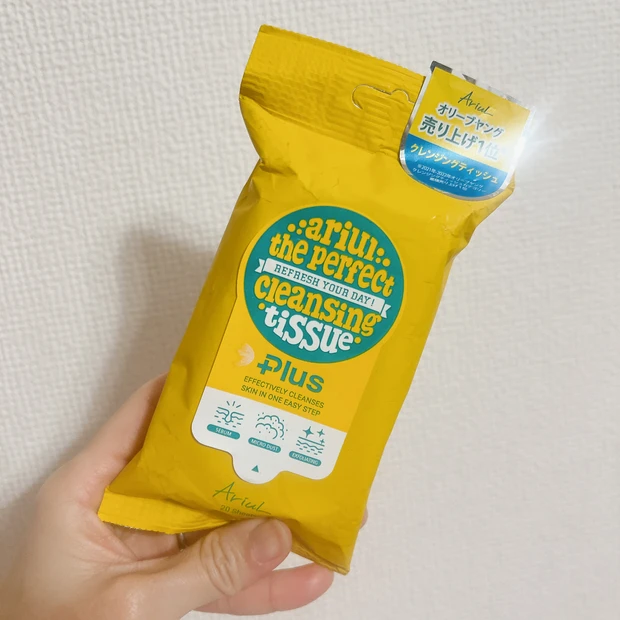 Ariul
オリーブヤング
売り上げ1位
クレンジングティッシュ
ariul
the perfect
REFRESH YOUR DAY!
cleansing
tissue
Plus
EFFECTIVELY CLEANSES
SKIN IN ONE EASY STEP
SERUM
MICRO DUST
EXFOLIATING
Ariul
20